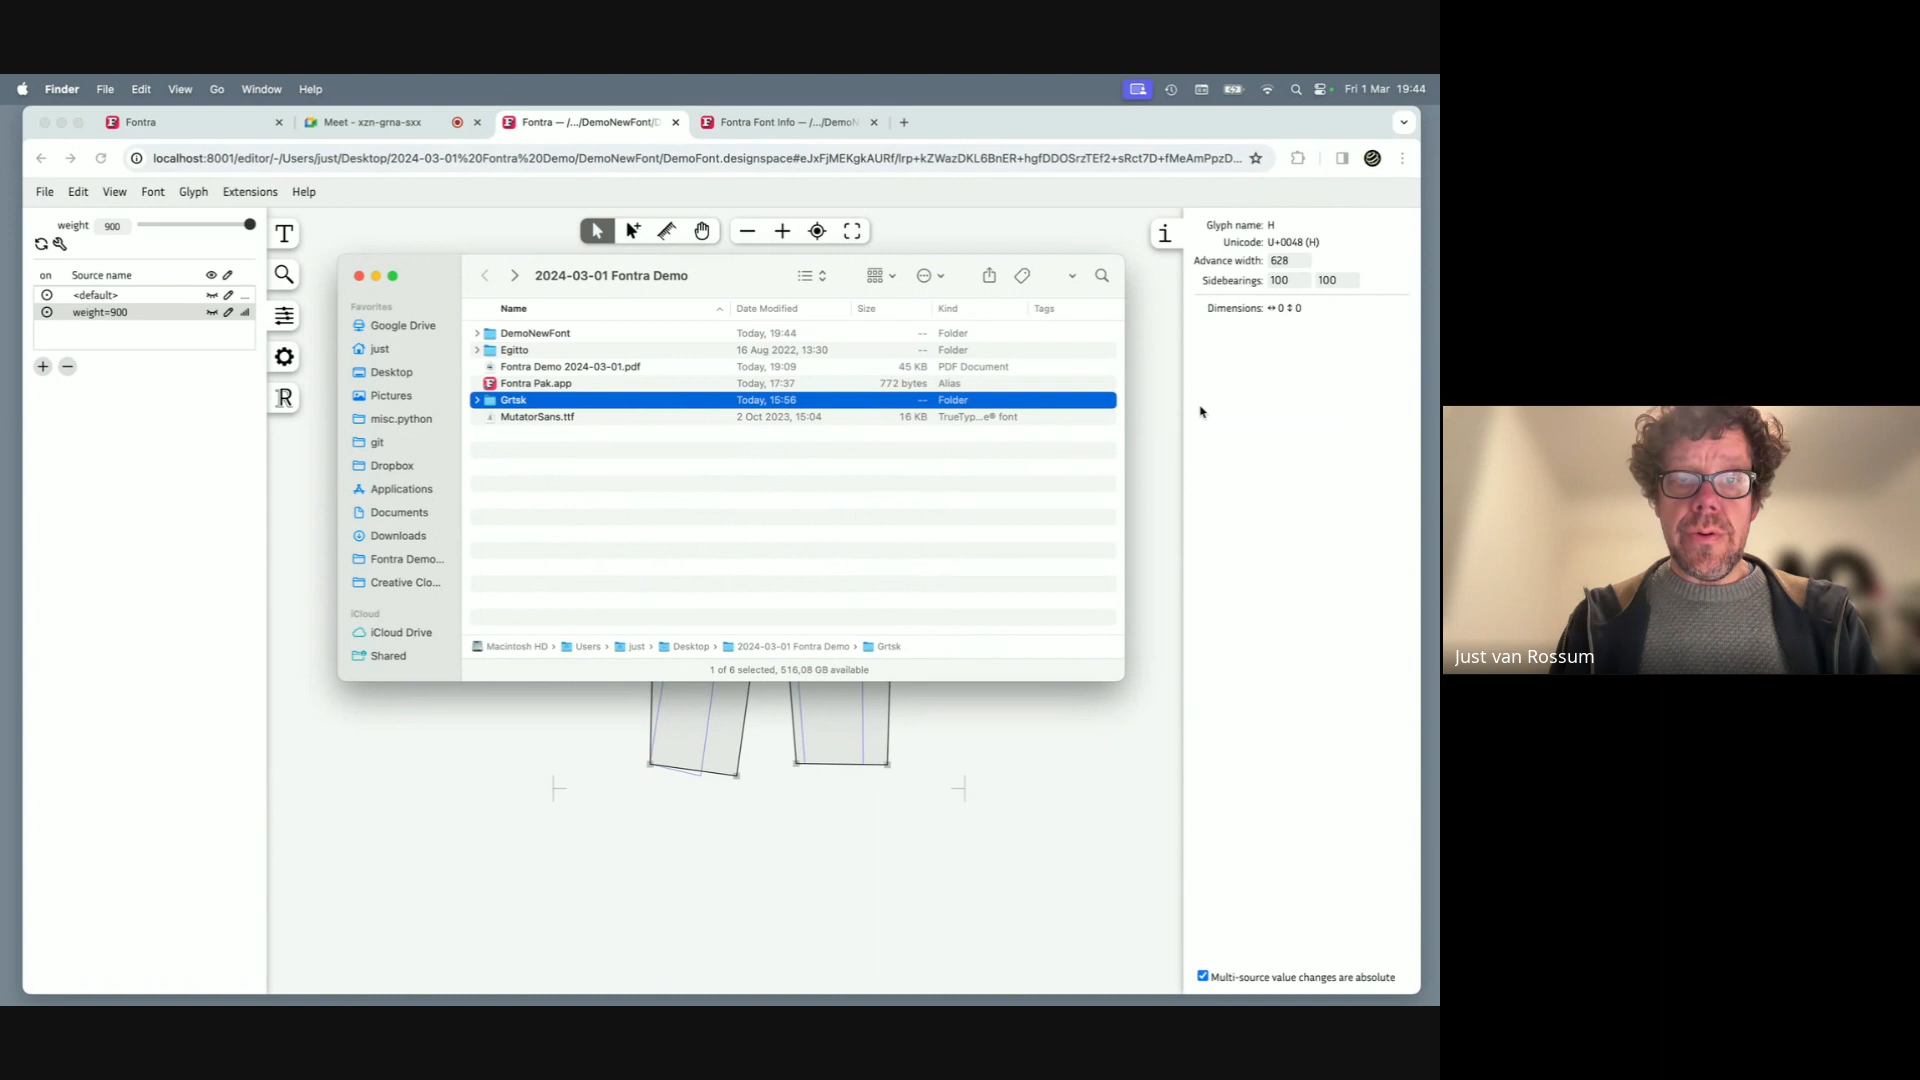 Finder File Edit View Go Window Help Fri 1 Mar 19:44
Fontra
Meet - xzn-grna-sxx
Fontra — /.../DemoNewFont/D
Fontra Font Info — /.../DemoN
localhost:8001/editor/-/Users/just/Desktop/2024-03-01%20Fontra%20Demo/DemoNewFont/DemoFont.designspace#eJxFjMEKgkAURf/lrp+kZWazDKL6BnER+hgfDDOSrzTEf2+sRct7D+fMeAmPpzD...
File Edit View Font Glyph Extensions Help
weight 900
on Source name
<default> ...
weight=900
T
R
i
Glyph name: H
Unicode: U+0048 (H)
Advance width: 628
Sidebearings: 100 100
Dimensions: ↔ 0 ↕ 0
2024-03-01 Fontra Demo
Favorites
Google Drive
just
Desktop
Pictures
misc.python
git
Dropbox
Applications
Documents
Downloads
Fontra Demo...
Creative Clo...
iCloud
iCloud Drive
Shared
Name Date Modified Size Kind Tags
DemoNewFont Today, 19:44 -- Folder
Egitto 16 Aug 2022, 13:30 -- Folder
Fontra Demo 2024-03-01.pdf Today, 19:09 45 KB PDF Document
Fontra Pak.app Today, 17:37 772 bytes Alias
Grtsk Today, 15:56 -- Folder
MutatorSans.ttf 2 Oct 2023, 15:04 16 KB TrueTyp...e® font
Macintosh HD › Users › just › Desktop › 2024-03-01 Fontra Demo › Grtsk
1 of 6 selected, 516,08 GB available
Multi-source value changes are absolute
Just van Rossum